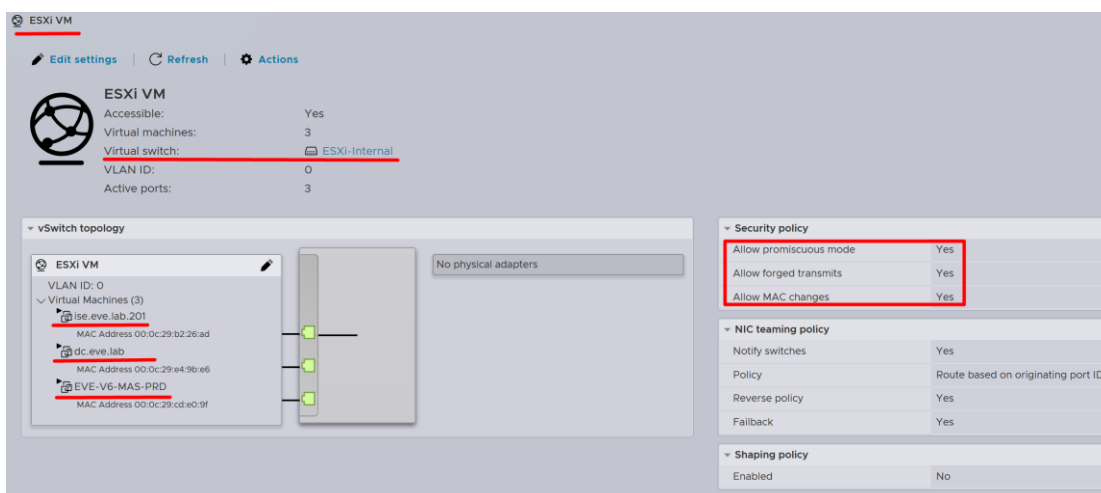 ESXi VM
Edit settings | Refresh | Actions
ESXi VM
Accessible: Yes
Virtual machines: 3
Virtual switch: ESXi-Internal
VLAN ID: 0
Active ports: 3
vSwitch topology
ESXi VM
VLAN ID: 0
Virtual Machines (3)
ise.eve.lab.201
MAC Address 00:0c:29:b2:26:ad
dc.eve.lab
MAC Address 00:0c:29:e4:9b:e6
EVE-V6-MAS-PRD
MAC Address 00:0c:29:cd:e0:9f
No physical adapters
Security policy
Allow promiscuous mode Yes
Allow forged transmits Yes
Allow MAC changes Yes
NIC teaming policy
Notify switches Yes
Policy Route based on originating port ID
Reverse policy Yes
Failback Yes
Shaping policy
Enabled No